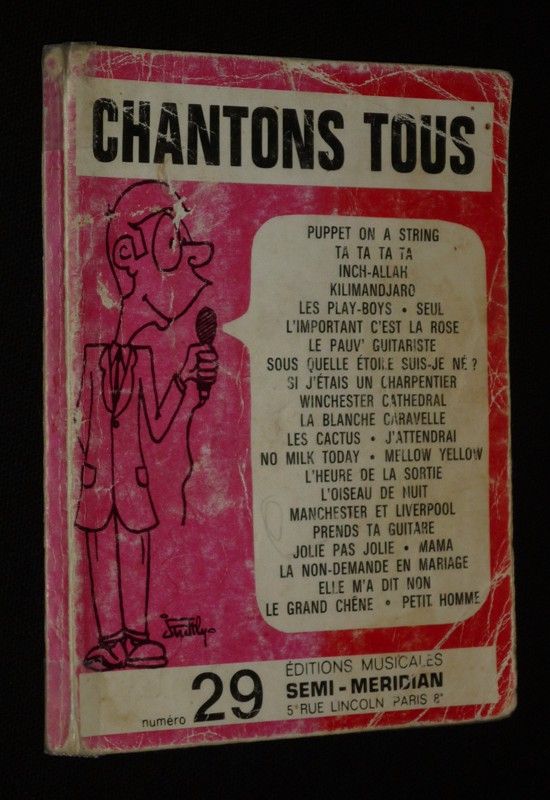 CHANTONS TOUS
PUPPET ON A STRING
TA TA TA TA
INCH-ALLAH
KILIMANDJARO
LES PLAY-BOYS • SEUL
L'IMPORTANT C'EST LA ROSE
LE PAUV' GUITARISTE
SOUS QUELLE ÉTOILE SUIS-JE NÉ ?
SI J'ÉTAIS UN CHARPENTIER
WINCHESTER CATHEDRAL
LA BLANCHE CARAVELLE
LES CACTUS • J'ATTENDRAI
NO MILK TODAY • MELLOW YELLOW
L'HEURE DE LA SORTIE
L'OISEAU DE NUIT
MANCHESTER ET LIVERPOOL
PRENDS TA GUITARE
JOLIE PAS JOLIE • MAMA
LA NON-DEMANDE EN MARIAGE
ELLE M'A DIT NON
LE GRAND CHÊNE • PETIT HOMME
numéro 29
ÉDITIONS MUSICALES
SEMI-MERIDIAN
5 RUE LINCOLN PARIS 8e